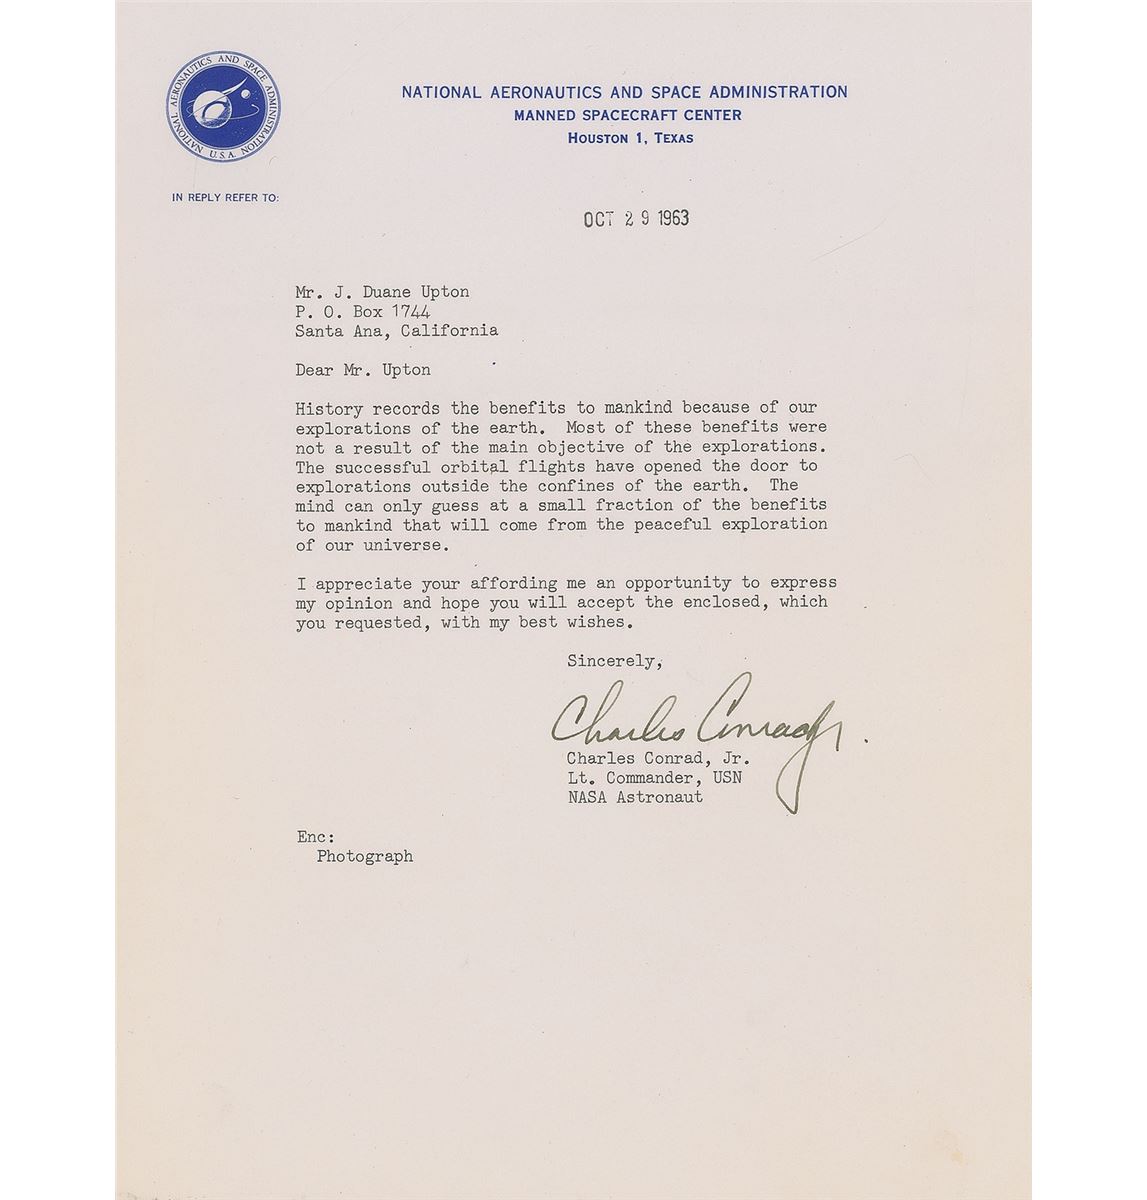 NATIONAL AERONAUTICS AND SPACE ADMINISTRATION
U.S.A.
NATIONAL AERONAUTICS AND SPACE ADMINISTRATION
MANNED SPACECRAFT CENTER
HOUSTON 1, TEXAS
IN REPLY REFER TO:
OCT 29 1963
Mr. J. Duane Upton
P. O. Box 1744
Santa Ana, California
Dear Mr. Upton
History records the benefits to mankind because of our
explorations of the earth.  Most of these benefits were
not a result of the main objective of the explorations.
The successful orbital flights have opened the door to
explorations outside the confines of the earth.  The
mind can only guess at a small fraction of the benefits
to mankind that will come from the peaceful exploration
of our universe.
I appreciate your affording me an opportunity to express
my opinion and hope you will accept the enclosed, which
you requested, with my best wishes.
Sincerely,
Charles Conrad Jr.
Charles Conrad, Jr.
Lt. Commander, USN
NASA Astronaut
Enc:
Photograph